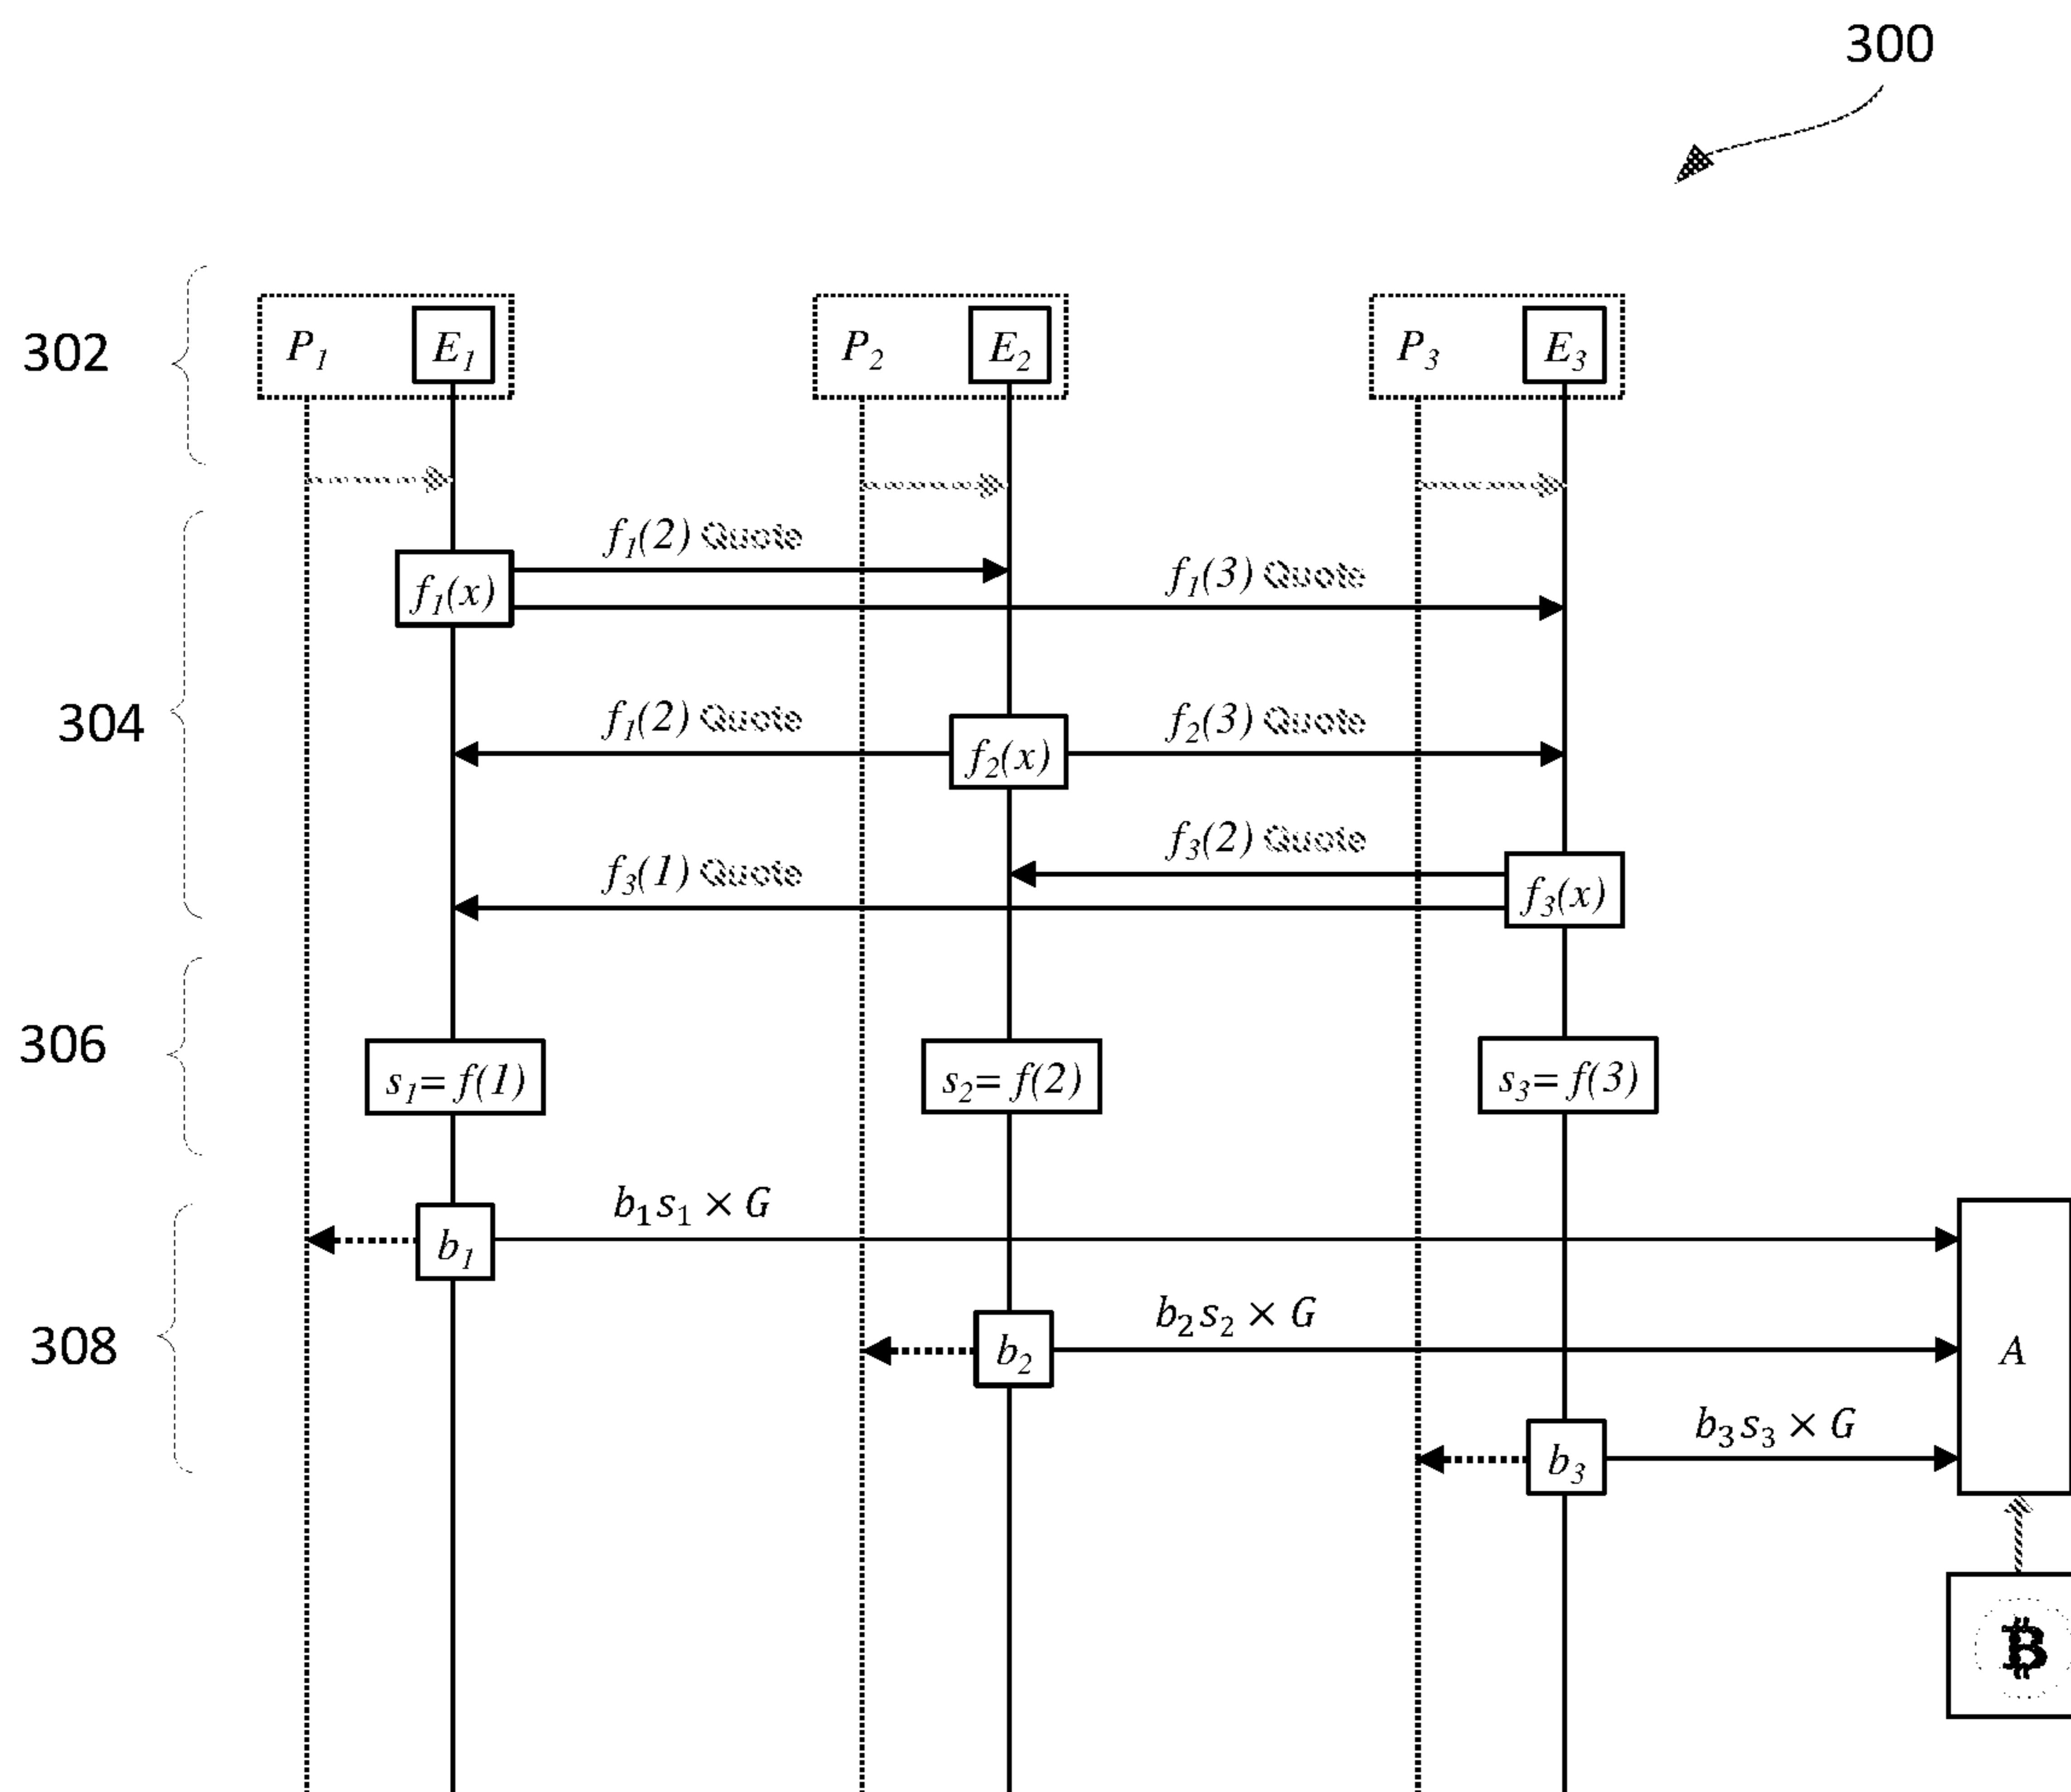 300
302
P₁ E₁ P₂ E₂ P₃ E₃
304
f₁(2) Quote
f₁(3) Quote
f₁(x)
f₁(2) Quote
f₂(3) Quote
f₂(x)
f₃(2) Quote
f₃(1) Quote
f₃(x)
306
s₁= f(1) s₂= f(2) s₃= f(3)
308
b₁s₁ × G
b₁
b₂s₂ × G
b₂
A
b₃s₃ × G
b₃
₿